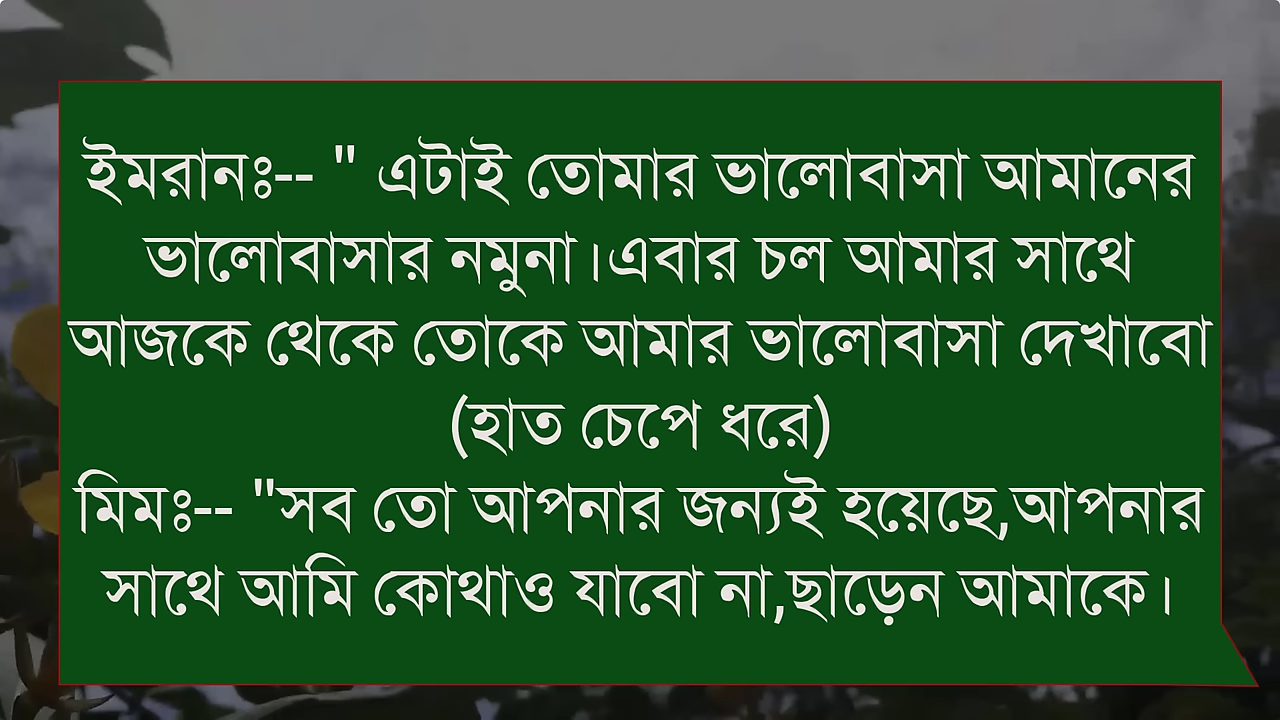 ইমরানঃ-- " এটাই তোমার ভালোবাসা আমানের
ভালোবাসার নমুনা।এবার চল আমার সাথে
আজকে থেকে তোকে আমার ভালোবাসা দেখাবো
(হাত চেপে ধরে)
মিমঃ-- "সব তো আপনার জন্যই হয়েছে,আপনার
সাথে আমি কোথাও যাবো না,ছাড়েন আমাকে।